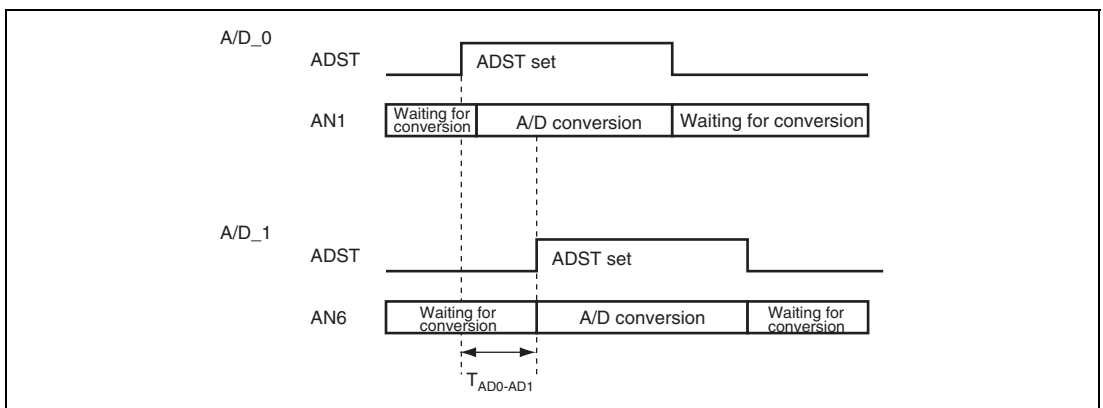 A/D_0
ADST
ADST set
AN1
Waiting for
conversion
A/D conversion
Waiting for conversion
A/D_1
ADST
ADST set
AN6
Waiting for
conversion
A/D conversion
Waiting for
conversion
TAD0-AD1